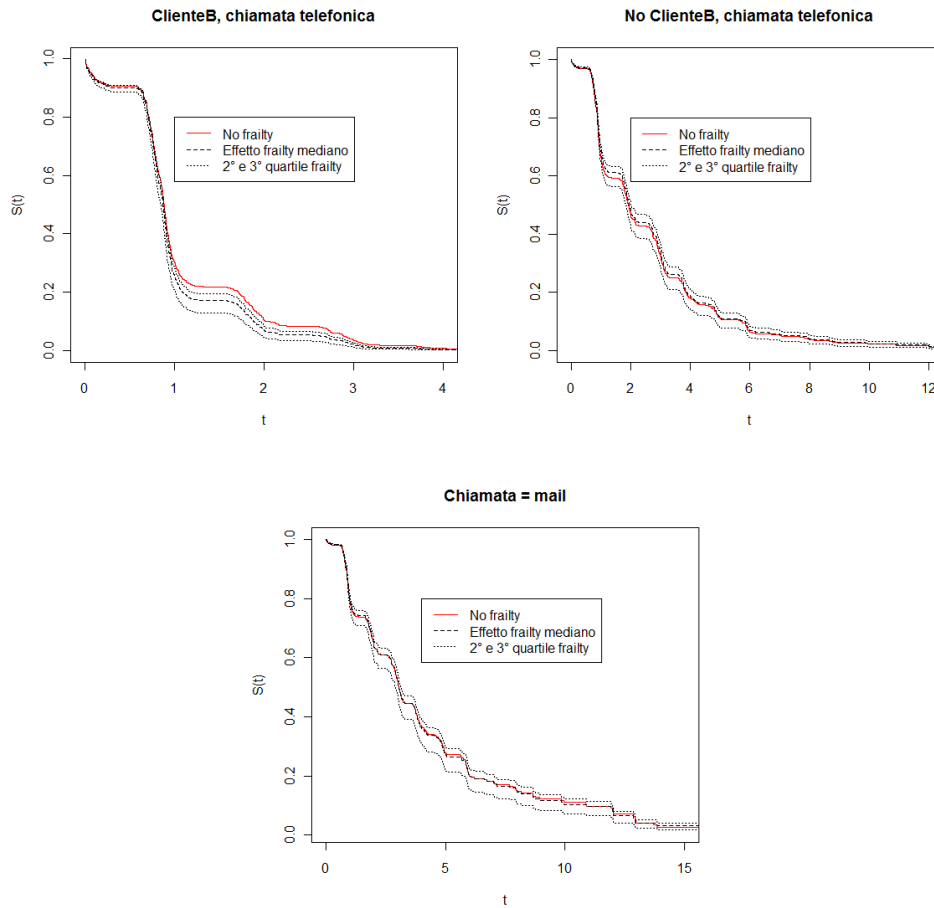 ClienteB, chiamata telefonica
S(t)
1.0
0.8
0.6
0.4
0.2
0.0
No frailty
Effetto frailty mediano
2° e 3° quartile frailty
0 1 2 3 4
t
No ClienteB, chiamata telefonica
S(t)
1.0
0.8
0.6
0.4
0.2
0.0
No frailty
Effetto frailty mediano
2° e 3° quartile frailty
0 2 4 6 8 10 12
t
Chiamata = mail
S(t)
1.0
0.8
0.6
0.4
0.2
0.0
No frailty
Effetto frailty mediano
2° e 3° quartile frailty
0 5 10 15
t